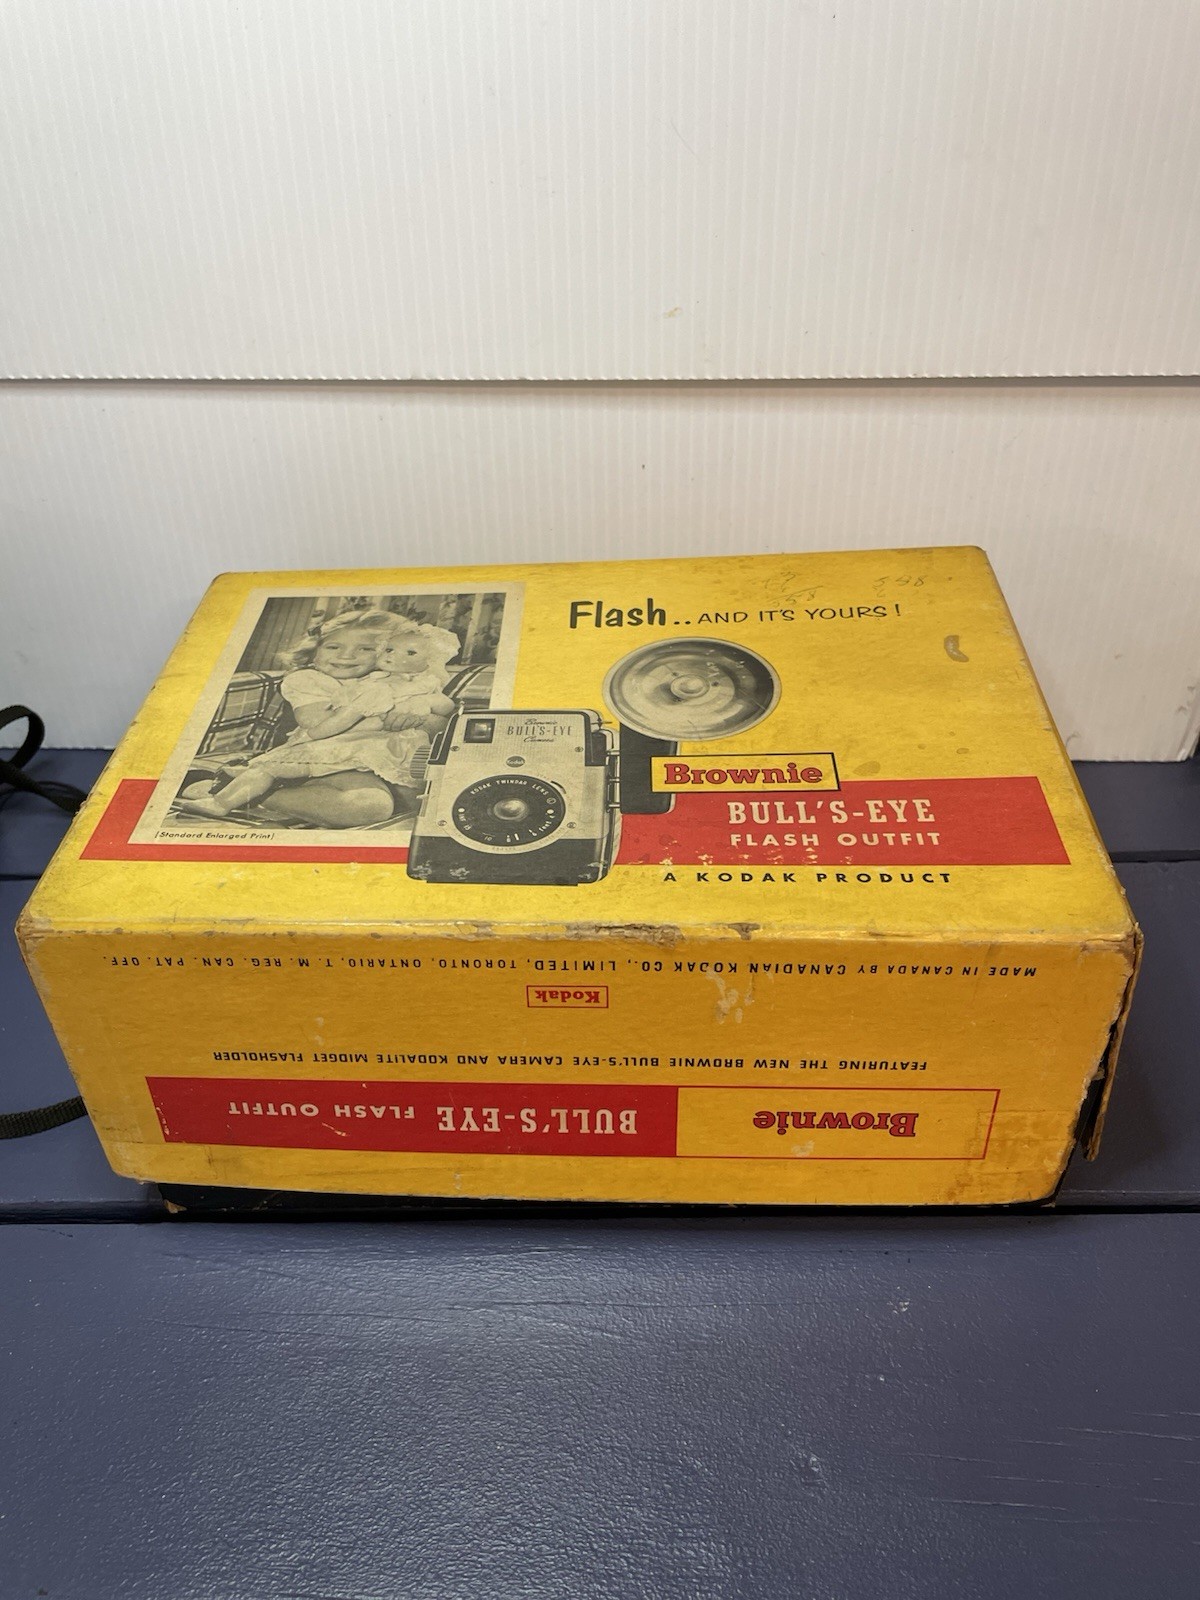 Flash.. AND IT'S YOURS!
Brownie
BULL'S-EYE
Camera
KODAK TWINDAR LENS
Brownie
BULL'S-EYE
FLASH OUTFIT
A KODAK PRODUCT
[Standard Enlarged Print]
MADE IN CANADA BY CANADIAN KODAK CO., LIMITED, TORONTO, ONTARIO, T. M. REG. CAN. PAT. OFF.
Kodak
FEATURING THE NEW BROWNIE BULL'S-EYE CAMERA AND KODALITE MIDGET FLASHOLDER
Brownie BULL'S-EYE FLASH OUTFIT